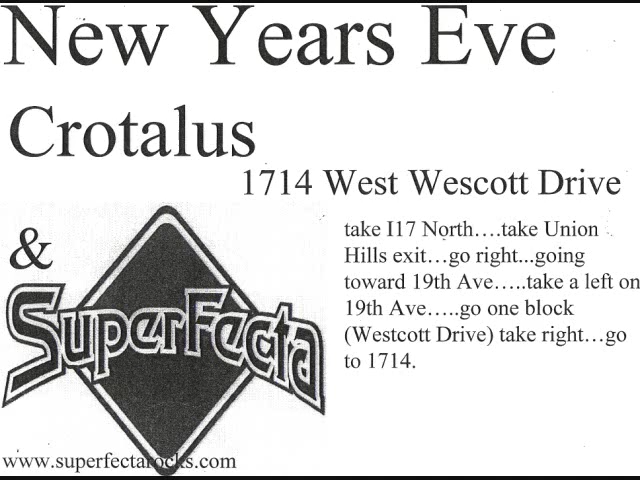 New Years Eve
Crotalus
1714 West Wescott Drive
&
SuperFecta
take I17 North….take Union
Hills exit…go right...going
toward 19th Ave…..take a left on
19th Ave…..go one block
(Westcott Drive) take right…go
to 1714.
www.superfectarocks.com